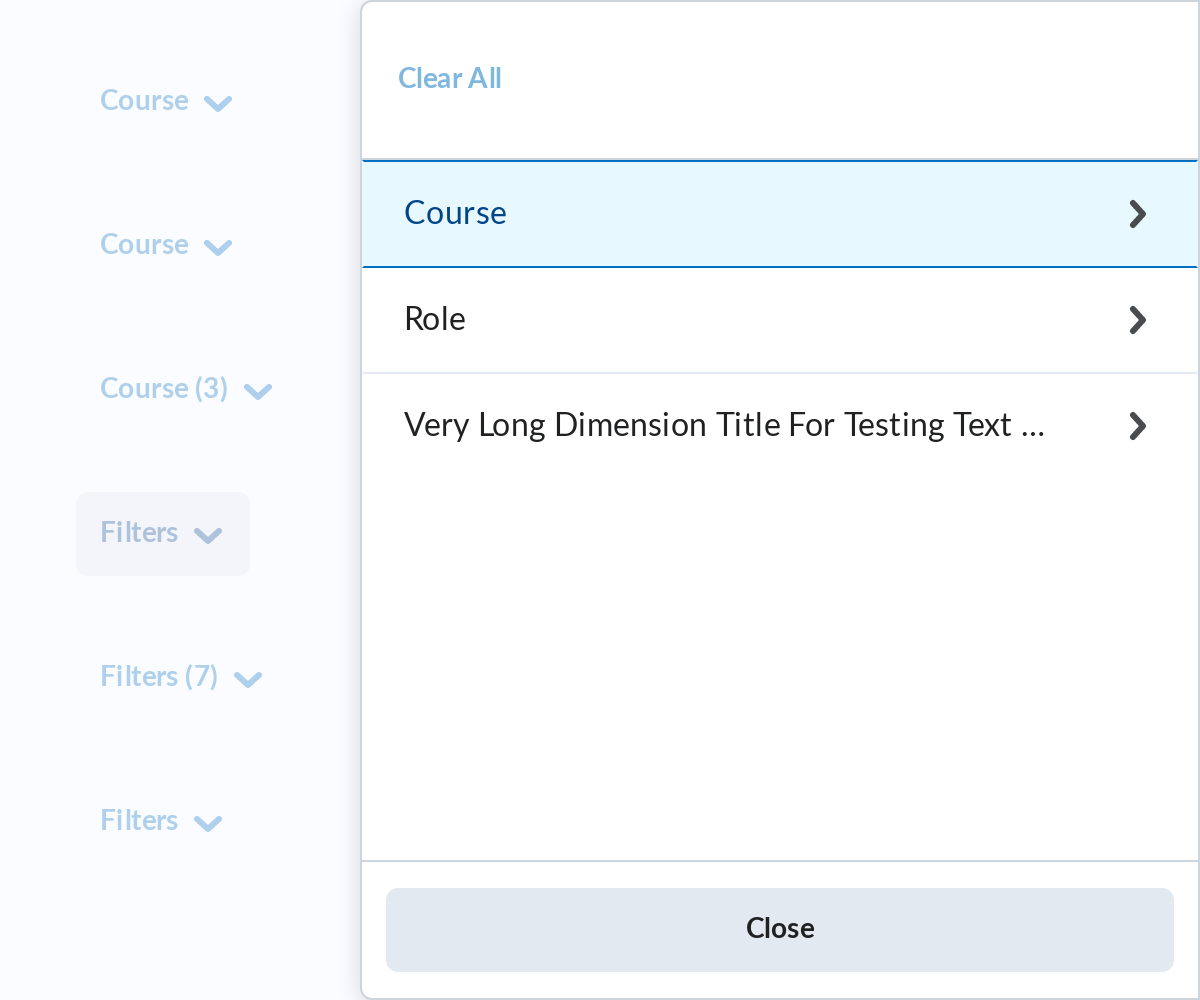 Course
Course
Course (3)
Filters
Filters (7)
Filters
Clear All
Course
Role
Very Long Dimension Title For Testing Text ...
Close